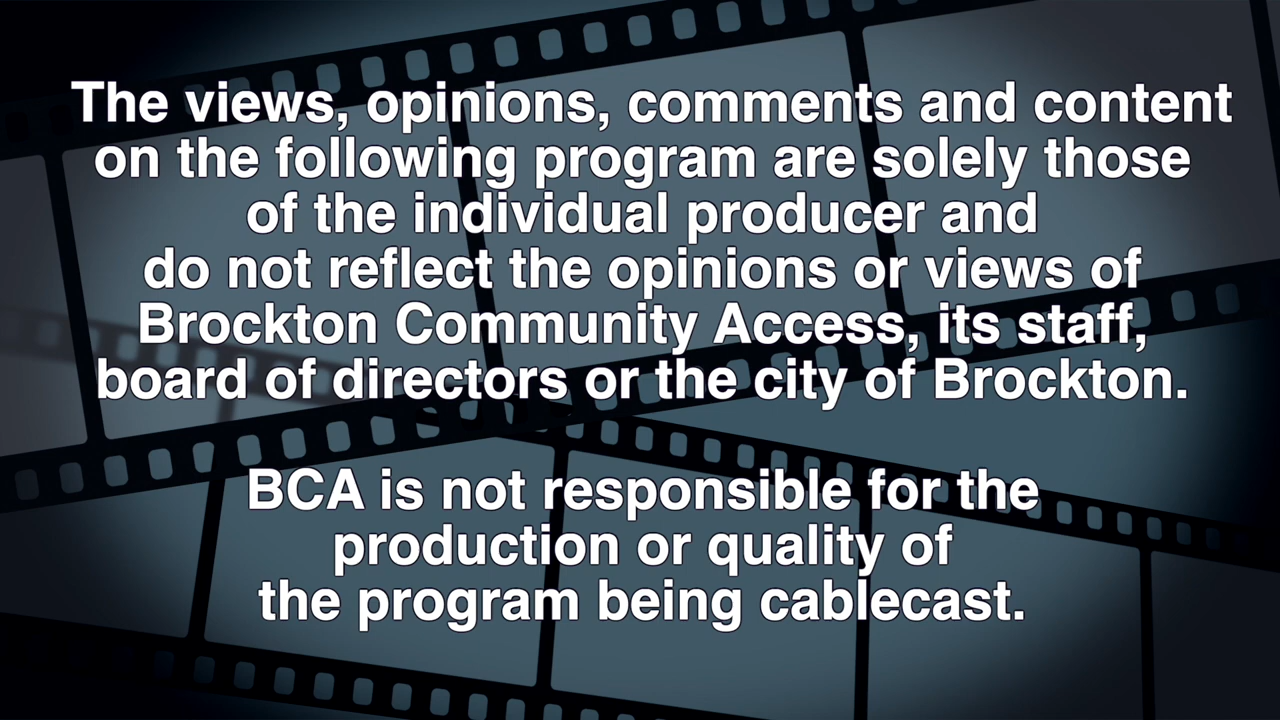 The views, opinions, comments and content
on the following program are solely those
of the individual producer and
do not reflect the opinions or views of
Brockton Community Access, its staff,
board of directors or the city of Brockton.
BCA is not responsible for the
production or quality of
the program being cablecast.